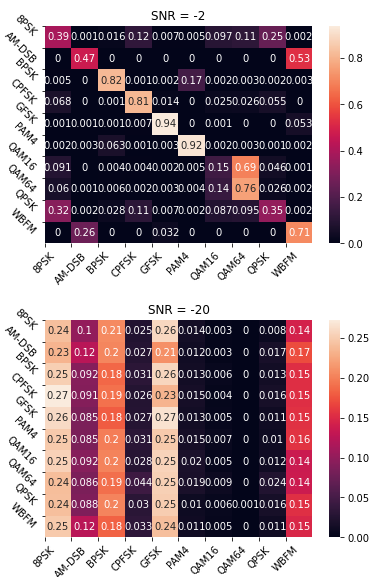 SNR = -2
8PSK 0.39 0.001 0.016 0.12 0.007 0.005 0.097 0.11 0.25 0.002
AM-DSB 0 0.47 0 0 0 0 0 0 0 0.53
BPSK 0.005 0 0.82 0.001 0.002 0.17 0.002 0.003 0.002 0.003
CPFSK 0.068 0 0.001 0.81 0.014 0 0.025 0.026 0.055 0
GFSK 0.001 0.001 0.001 0.007 0.94 0 0.001 0 0 0.053
PAM4 0.002 0.003 0.063 0.001 0.003 0.92 0.002 0.003 0.001 0.002
QAM16 0 0.004 0.004 0.002 0.005 0.15 0.69 0.046 0.001
QAM64 0.06 0.001 0.006 0.002 0.003 0.004 0.14 0.76 0.026 0.002
QPSK 0.32 0.002 0.028 0.11 0.007 0.002 0.087 0.095 0.35 0.002
WBFM 0 0.26 0 0 0.032 0 0 0 0 0.71
8PSK AM-DSB BPSK CPFSK GFSK PAM4 QAM16 QAM64 QPSK WBFM
0.8
0.6
0.4
0.2
0.0
SNR = -20
8PSK 0.24 0.1 0.21 0.025 0.26 0.014 0.003 0 0.008 0.14
AM-DSB 0.23 0.12 0.2 0.027 0.21 0.012 0.003 0 0.017 0.17
BPSK 0.25 0.092 0.18 0.031 0.26 0.013 0.006 0 0.013 0.15
CPFSK 0.27 0.091 0.19 0.026 0.23 0.015 0.004 0 0.016 0.15
GFSK 0.26 0.085 0.18 0.027 0.27 0.013 0.005 0 0.011 0.15
PAM4 0.25 0.085 0.2 0.031 0.25 0.015 0.007 0 0.01 0.16
QAM16 0.25 0.092 0.2 0.028 0.25 0.02 0.005 0 0.012 0.14
QAM64 0.24 0.086 0.19 0.044 0.25 0.019 0.009 0 0.024 0.14
QPSK 0.24 0.088 0.2 0.03 0.25 0.01 0.006 0.001 0.016 0.15
WBFM 0.25 0.12 0.18 0.033 0.24 0.011 0.005 0 0.011 0.15
8PSK AM-DSB BPSK CPFSK GFSK PAM4 QAM16 QAM64 QPSK WBFM
0.25
0.20
0.15
0.10
0.05
0.00